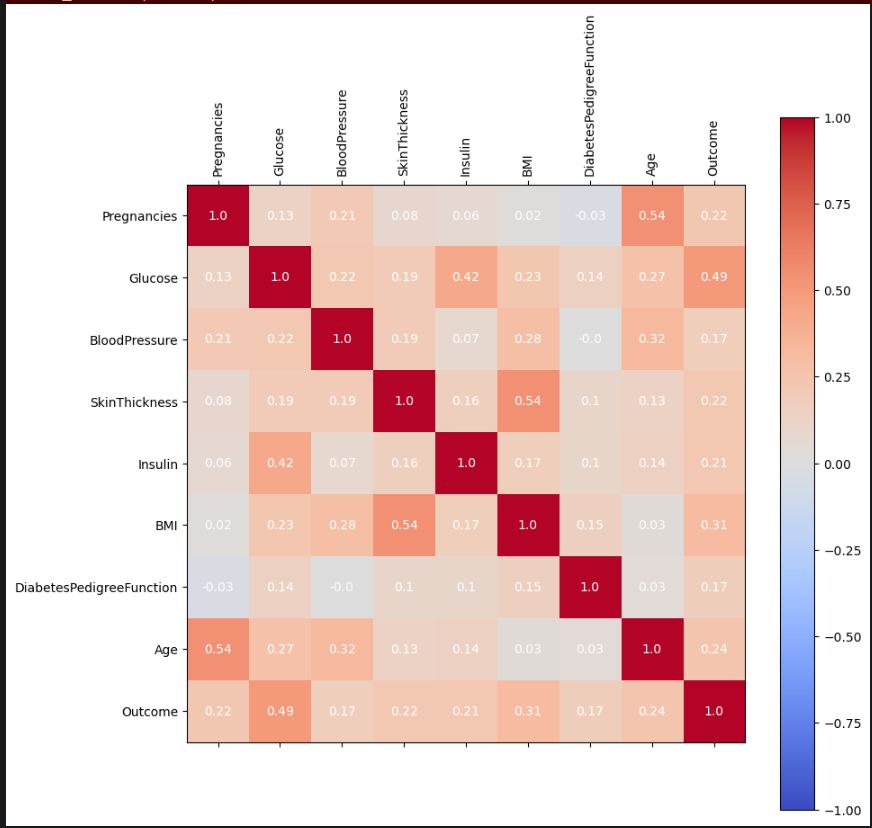 Pregnancies
Glucose
BloodPressure
SkinThickness
Insulin
BMI
DiabetesPedigreeFunction
Age
Outcome
Pregnancies 1.0 0.13 0.21 0.08 0.06 0.02 -0.03 0.54 0.22
Glucose 0.13 1.0 0.22 0.19 0.42 0.23 0.14 0.27 0.49
BloodPressure 0.21 0.22 1.0 0.19 0.07 0.28 -0.0 0.32 0.17
SkinThickness 0.08 0.19 0.19 1.0 0.16 0.54 0.1 0.13 0.22
Insulin 0.06 0.42 0.07 0.16 1.0 0.17 0.1 0.14 0.21
BMI 0.02 0.23 0.28 0.54 0.17 1.0 0.15 0.03 0.31
DiabetesPedigreeFunction -0.03 0.14 -0.0 0.1 0.1 0.15 1.0 0.03 0.17
Age 0.54 0.27 0.32 0.13 0.14 0.03 0.03 1.0 0.24
Outcome 0.22 0.49 0.17 0.22 0.21 0.31 0.17 0.24 1.0
1.00
0.75
0.50
0.25
0.00
−0.25
−0.50
−0.75
−1.00